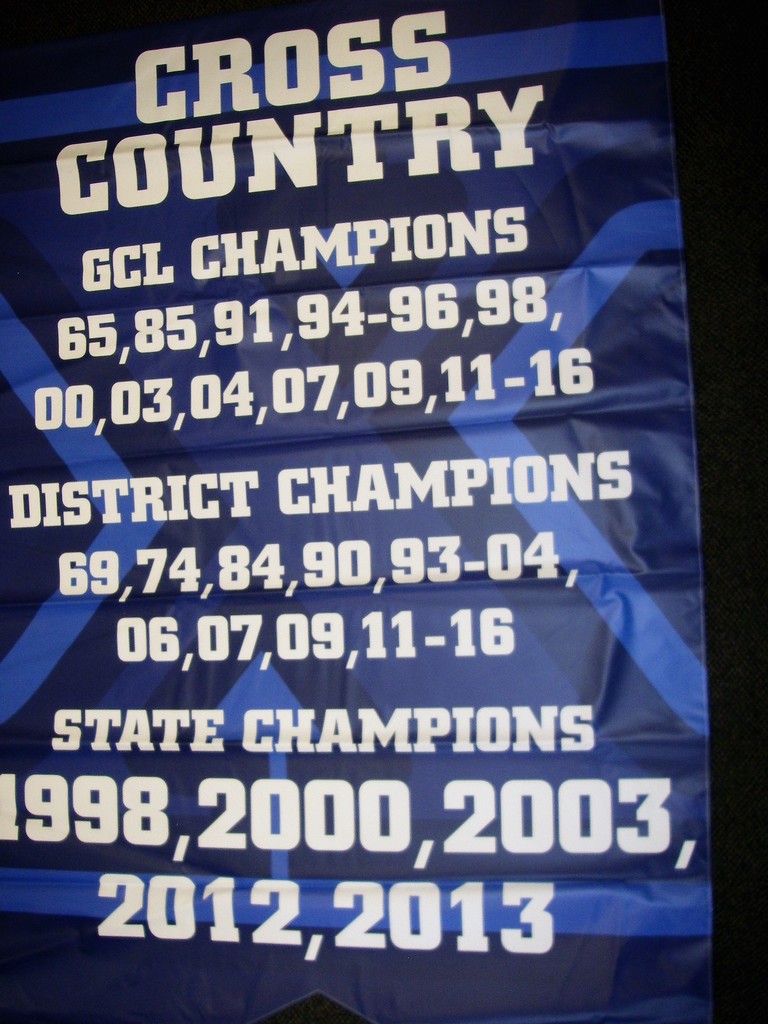 CROSS
COUNTRY
GCL CHAMPIONS
65,85,91,94-96,98,
00,03,04,07,09,11-16
DISTRICT CHAMPIONS
69,74,84,90,93-04,
06,07,09,11-16
STATE CHAMPIONS
1998,2000,2003,
2012,2013